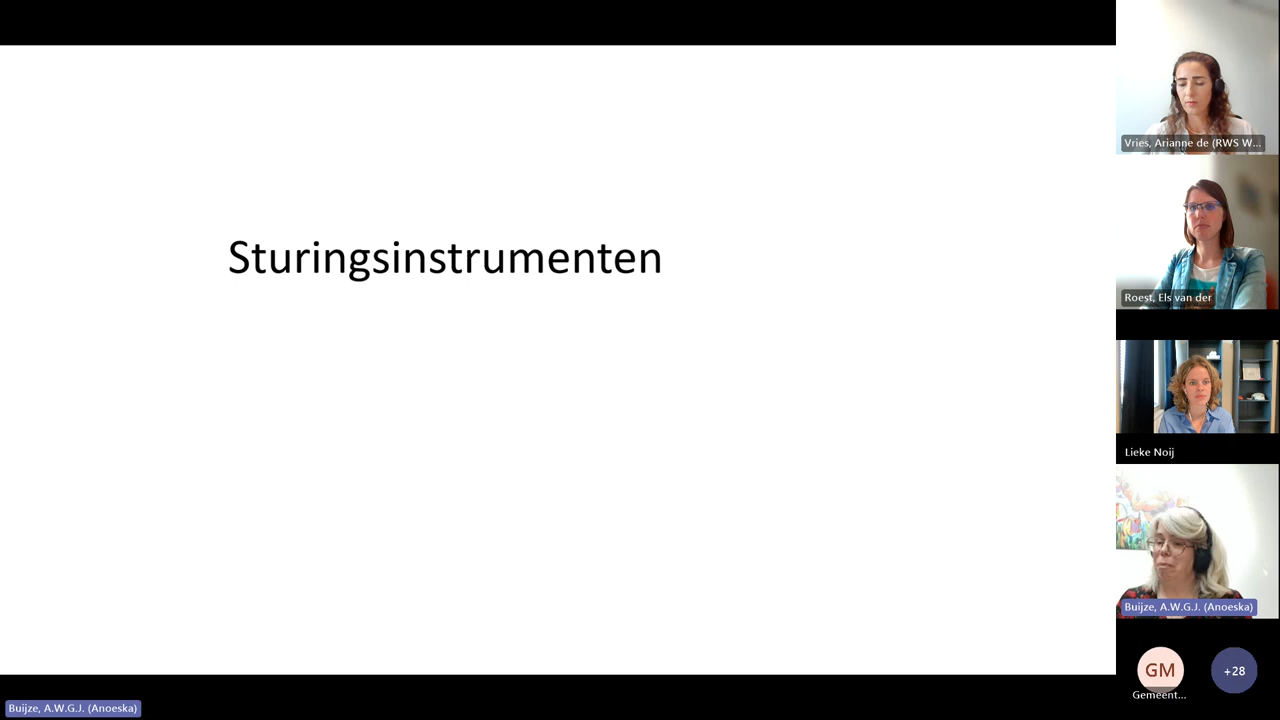 Sturingsinstrumenten
Vries, Arianne de (RWS W...
Roest, Els van der
Lieke Noij
Buijze, A.W.G.J. (Anoeska)
GM
+28
Gemeent...
Buijze, A.W.G.J. (Anoeska)